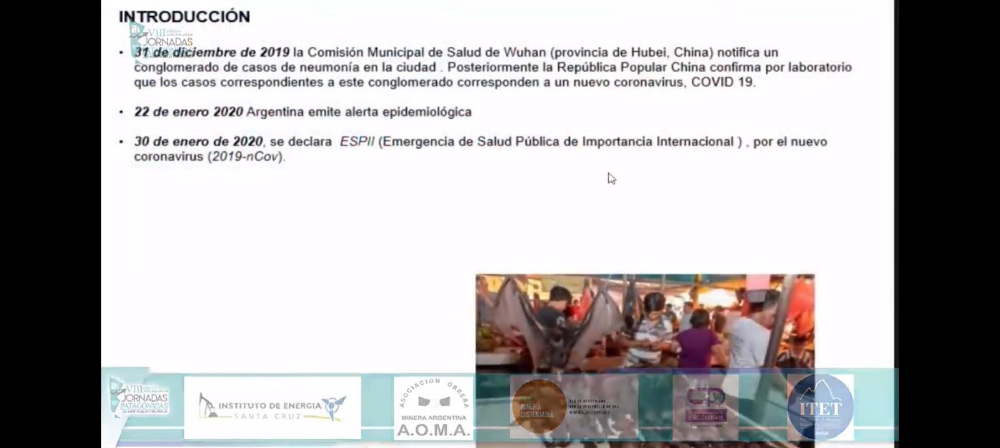 INTRODUCCIÓN
VIII edición
JORNADAS
PATAGÓNICAS
• 31 de diciembre de 2019 la Comisión Municipal de Salud de Wuhan (provincia de Hubei, China) notifica un
conglomerado de casos de neumonía en la ciudad . Posteriormente la República Popular China confirma por laboratorio
que los casos correspondientes a este conglomerado corresponden a un nuevo coronavirus, COVID 19.
• 22 de enero 2020 Argentina emite alerta epidemiológica
• 30 de enero de 2020, se declara ESPII (Emergencia de Salud Pública de Importancia Internacional ) , por el nuevo
coronavirus (2019-nCov).
VIII
JORNADAS
PATAGÓNICAS
INSTITUTO DE ENERGIA
SANTA CRUZ
ASOCIACION OBRERA
MINERA ARGENTINA
A.O.M.A.
MINERÍA
SUSTENTABLE
CP
PSICÓLOGOS
ITET